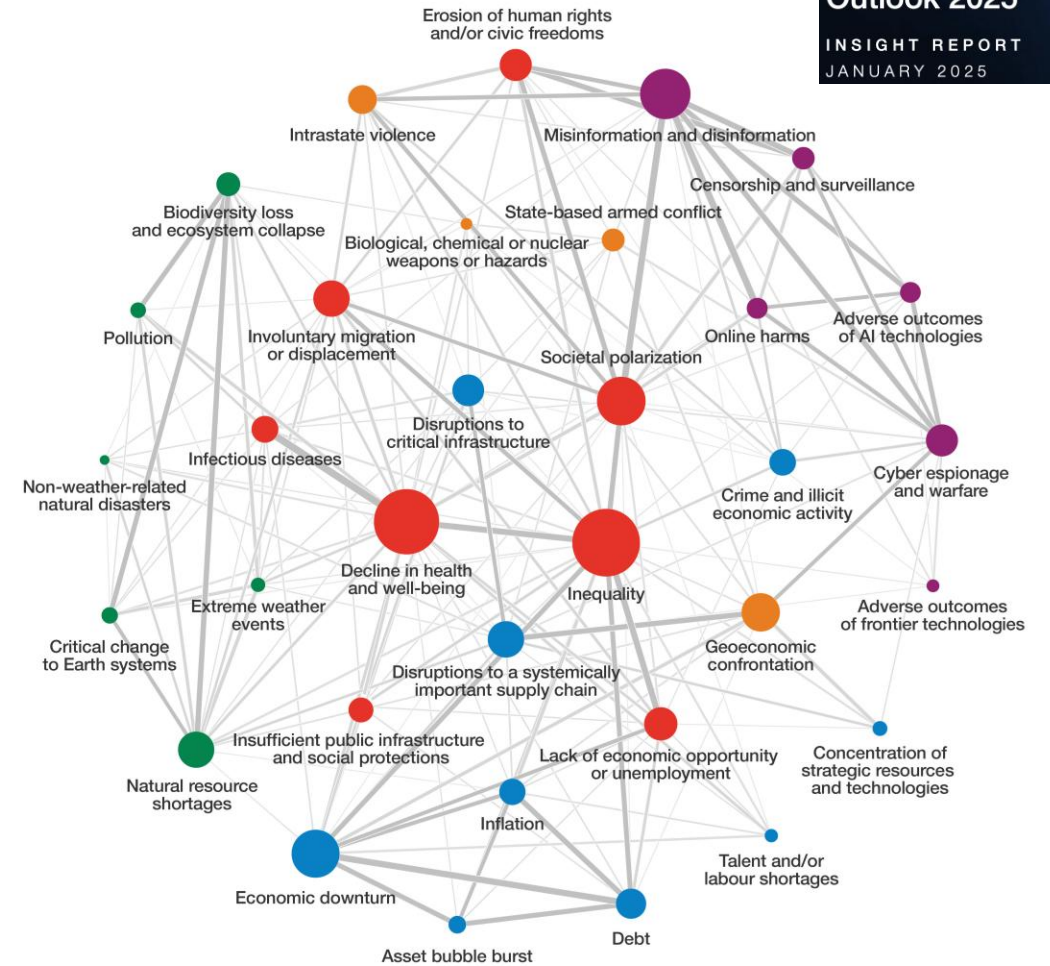 Outlook 2025
INSIGHT REPORT
JANUARY 2025
Erosion of human rights
and/or civic freedoms
Intrastate violence
Misinformation and disinformation
Censorship and surveillance
Biodiversity loss
and ecosystem collapse
State-based armed conflict
Biological, chemical or nuclear
weapons or hazards
Pollution
Involuntary migration
or displacement
Online harms
Adverse outcomes
of AI technologies
Societal polarization
Disruptions to
critical infrastructure
Infectious diseases
Non-weather-related
natural disasters
Crime and illicit
economic activity
Cyber espionage
and warfare
Decline in health
and well-being
Inequality
Extreme weather
events
Adverse outcomes
of frontier technologies
Critical change
to Earth systems
Geoeconomic
confrontation
Disruptions to a systemically
important supply chain
Insufficient public infrastructure
and social protections
Lack of economic opportunity
or unemployment
Concentration of
strategic resources
and technologies
Natural resource
shortages
Inflation
Talent and/or
labour shortages
Economic downturn
Debt
Asset bubble burst